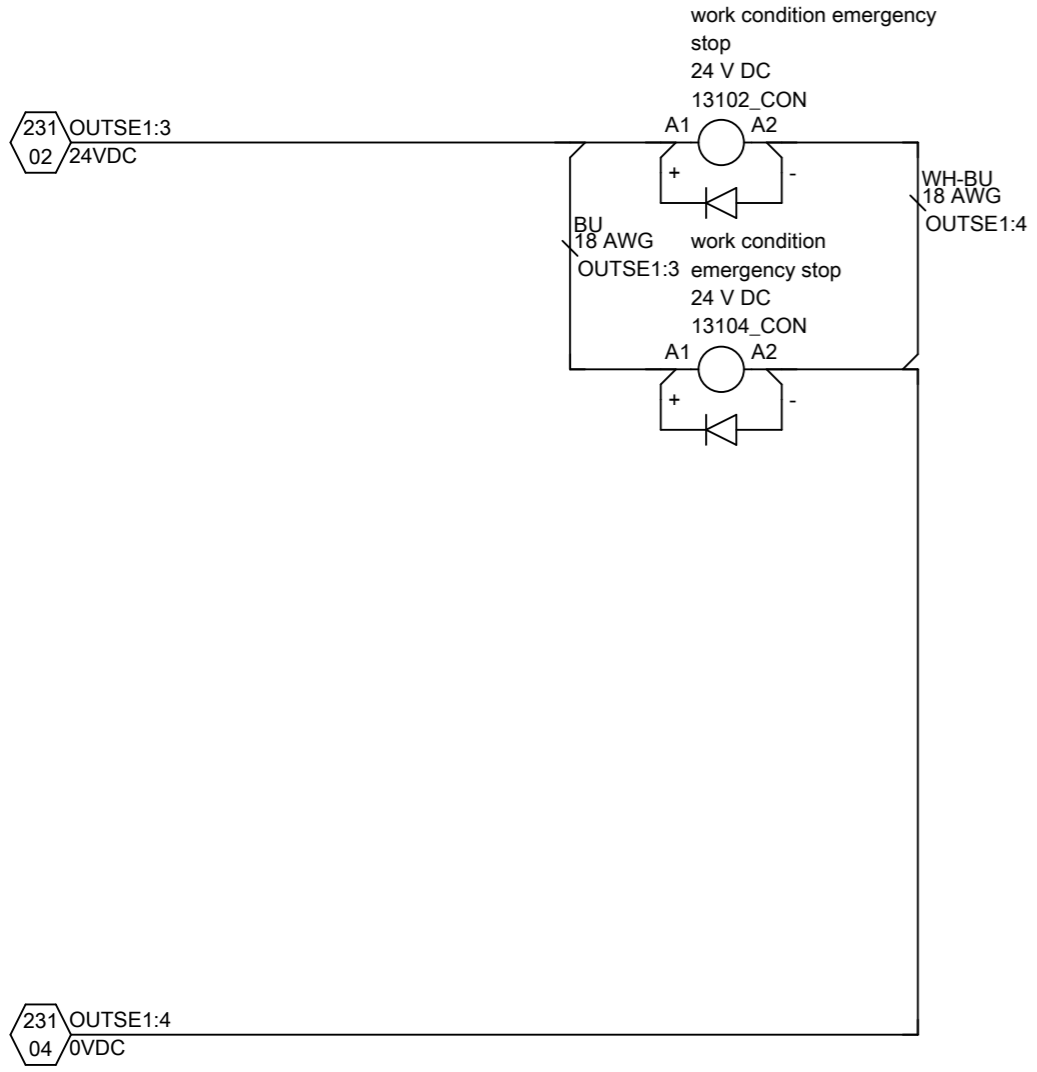 work condition emergency
stop
24 V DC
13102_CON
A1 A2
231 OUTSE1:3
02 24VDC
+ -
WH-BU
18 AWG
OUTSE1:4
BU
18 AWG
OUTSE1:3
work condition
emergency stop
24 V DC
13104_CON
A1 A2
+ -
231 OUTSE1:4
04 0VDC